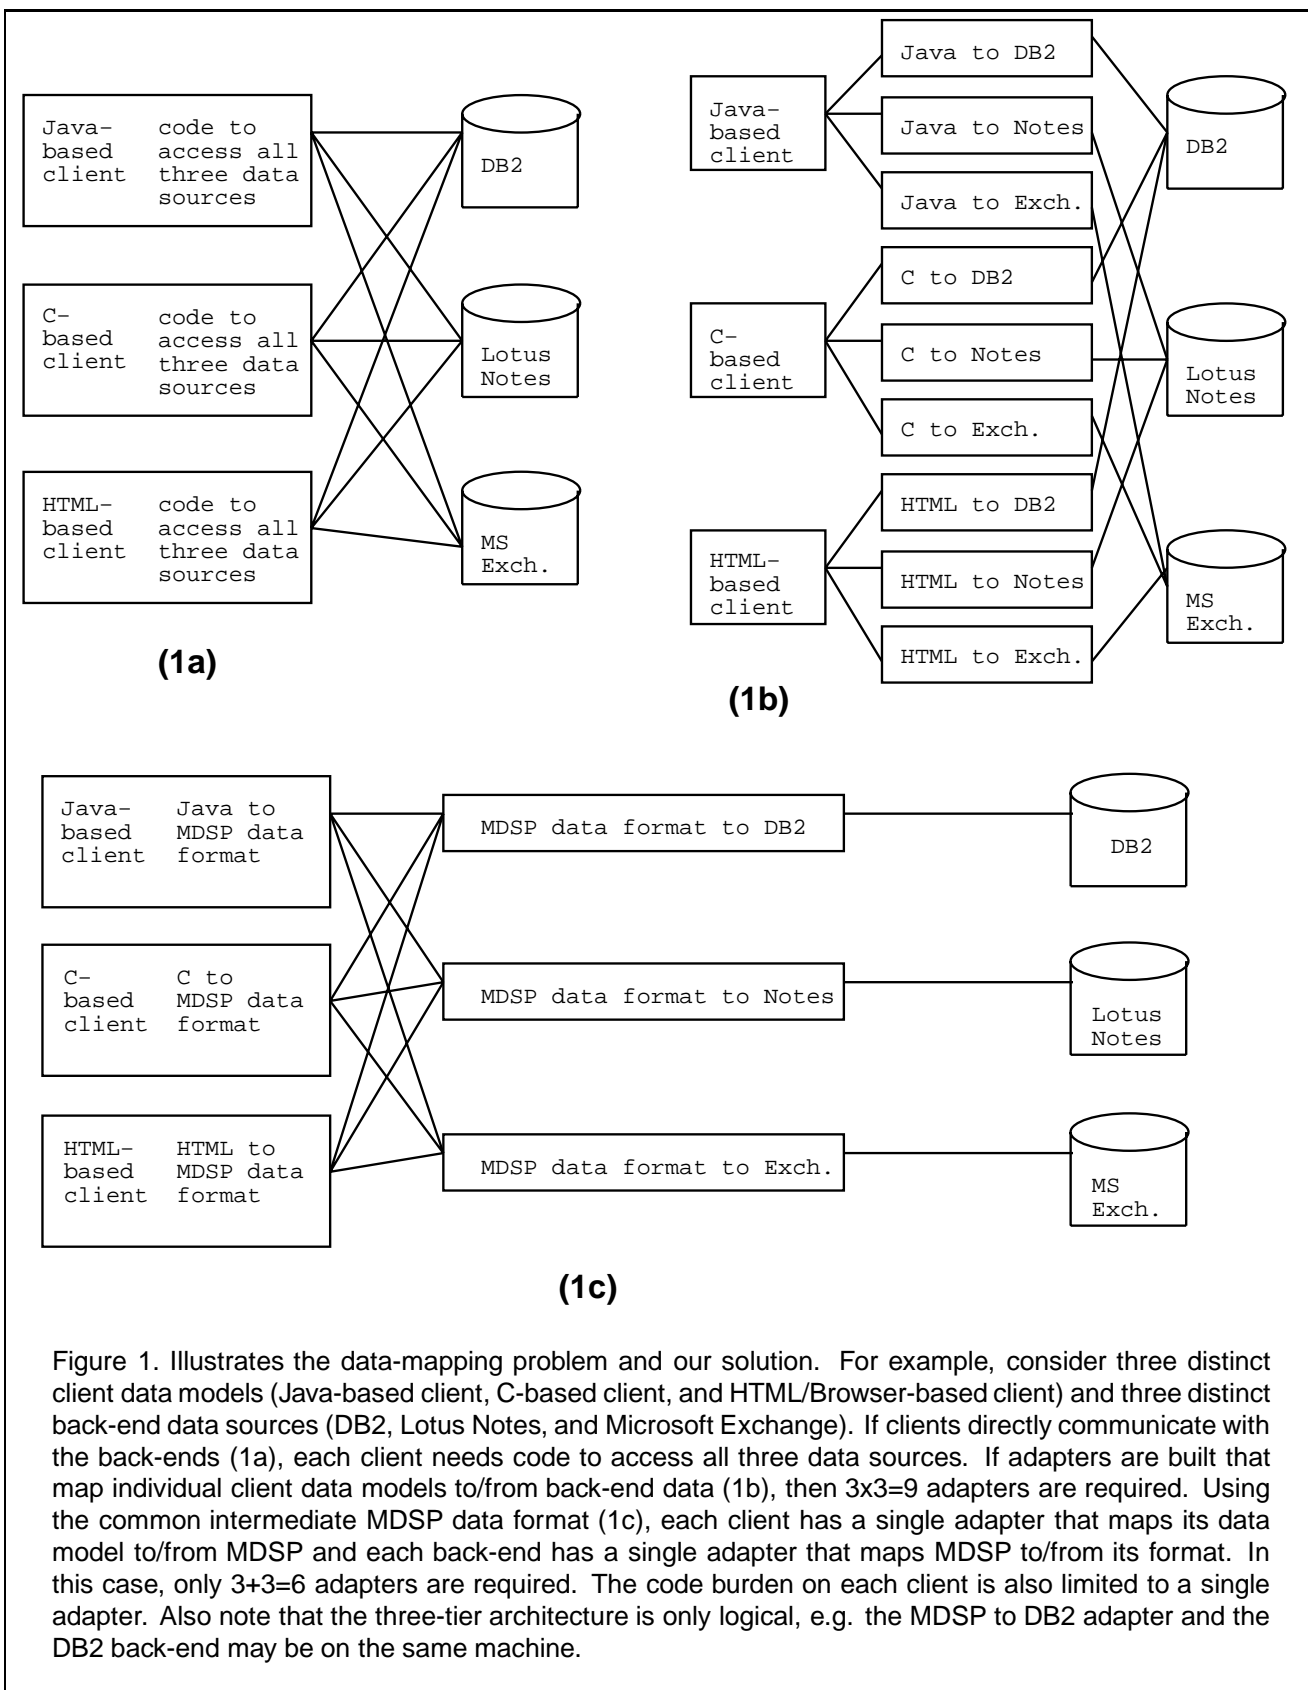 Java-
based
client
code to
access all
three data
sources
DB2
C-
based
client
code to
access all
three data
sources
Lotus
Notes
HTML-
based
client
code to
access all
three data
sources
MS
Exch.
(1a)
Java-
based
client
Java to DB2
Java to Notes
Java to Exch.
DB2
C-
based
client
C to DB2
C to Notes
C to Exch.
Lotus
Notes
HTML-
based
client
HTML to DB2
HTML to Notes
HTML to Exch.
MS
Exch.
(1b)
Java-
based
client
Java to
MDSP data
format
MDSP data format to DB2
DB2
C-
based
client
C to
MDSP data
format
MDSP data format to Notes
Lotus
Notes
HTML-
based
client
HTML to
MDSP data
format
MDSP data format to Exch.
MS
Exch.
(1c)
Figure 1. Illustrates the data-mapping problem and our solution. For example, consider three distinct
client data models (Java-based client, C-based client, and HTML/Browser-based client) and three distinct
back-end data sources (DB2, Lotus Notes, and Microsoft Exchange). If clients directly communicate with
the back-ends (1a), each client needs code to access all three data sources. If adapters are built that
map individual client data models to/from back-end data (1b), then 3x3=9 adapters are required. Using
the common intermediate MDSP data format (1c), each client has a single adapter that maps its data
model to/from MDSP and each back-end has a single adapter that maps MDSP to/from its format. In
this case, only 3+3=6 adapters are required. The code burden on each client is also limited to a single
adapter. Also note that the three-tier architecture is only logical, e.g. the MDSP to DB2 adapter and the
DB2 back-end may be on the same machine.